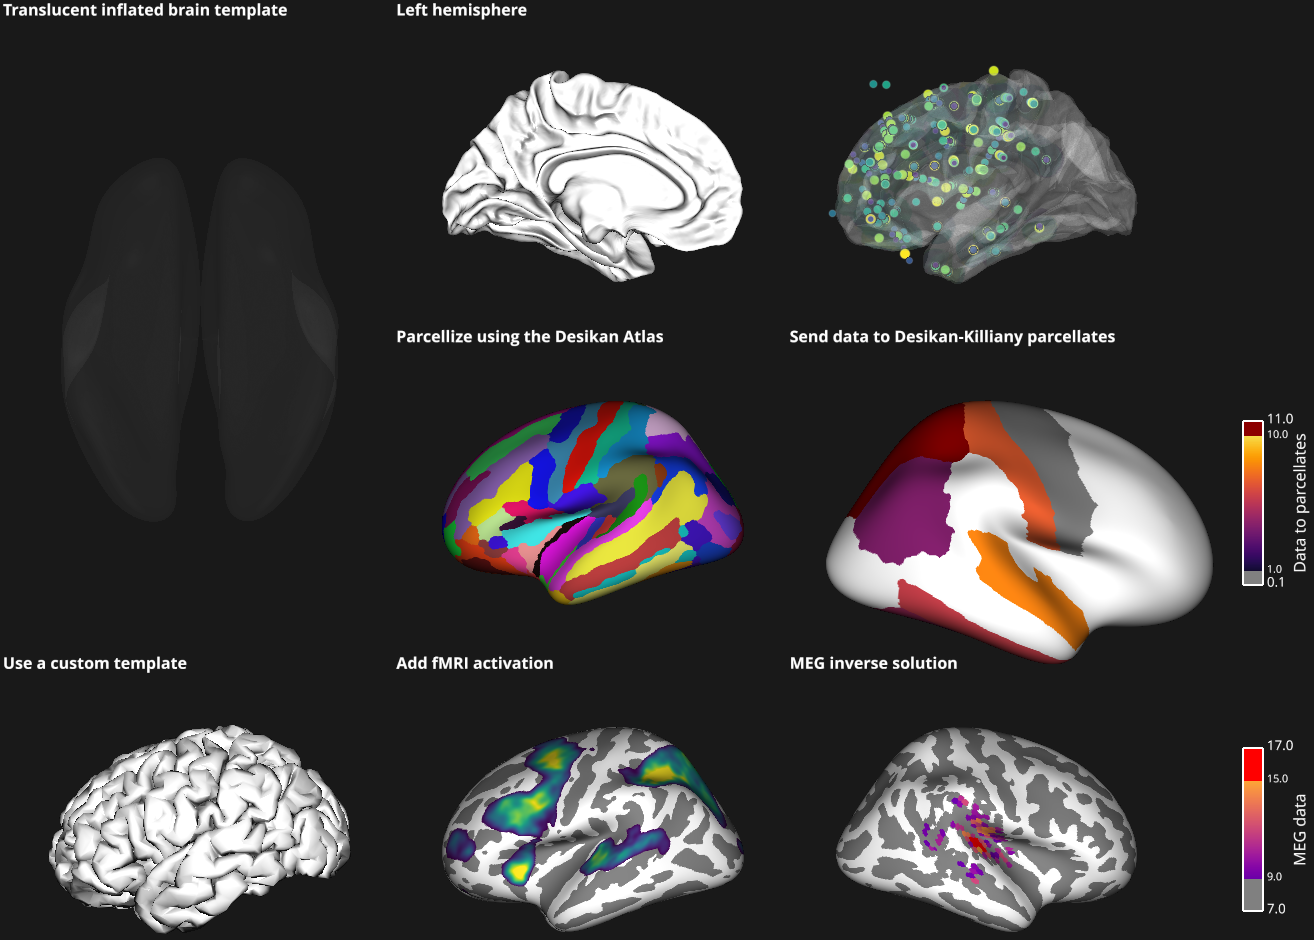 Translucent inflated brain template
Left hemisphere
Parcellize using the Desikan Atlas
Send data to Desikan-Killiany parcellates
11.0
10.0
1.0
0.1
Data to parcellates
Use a custom template
Add fMRI activation
MEG inverse solution
17.0
15.0
9.0
7.0
MEG data